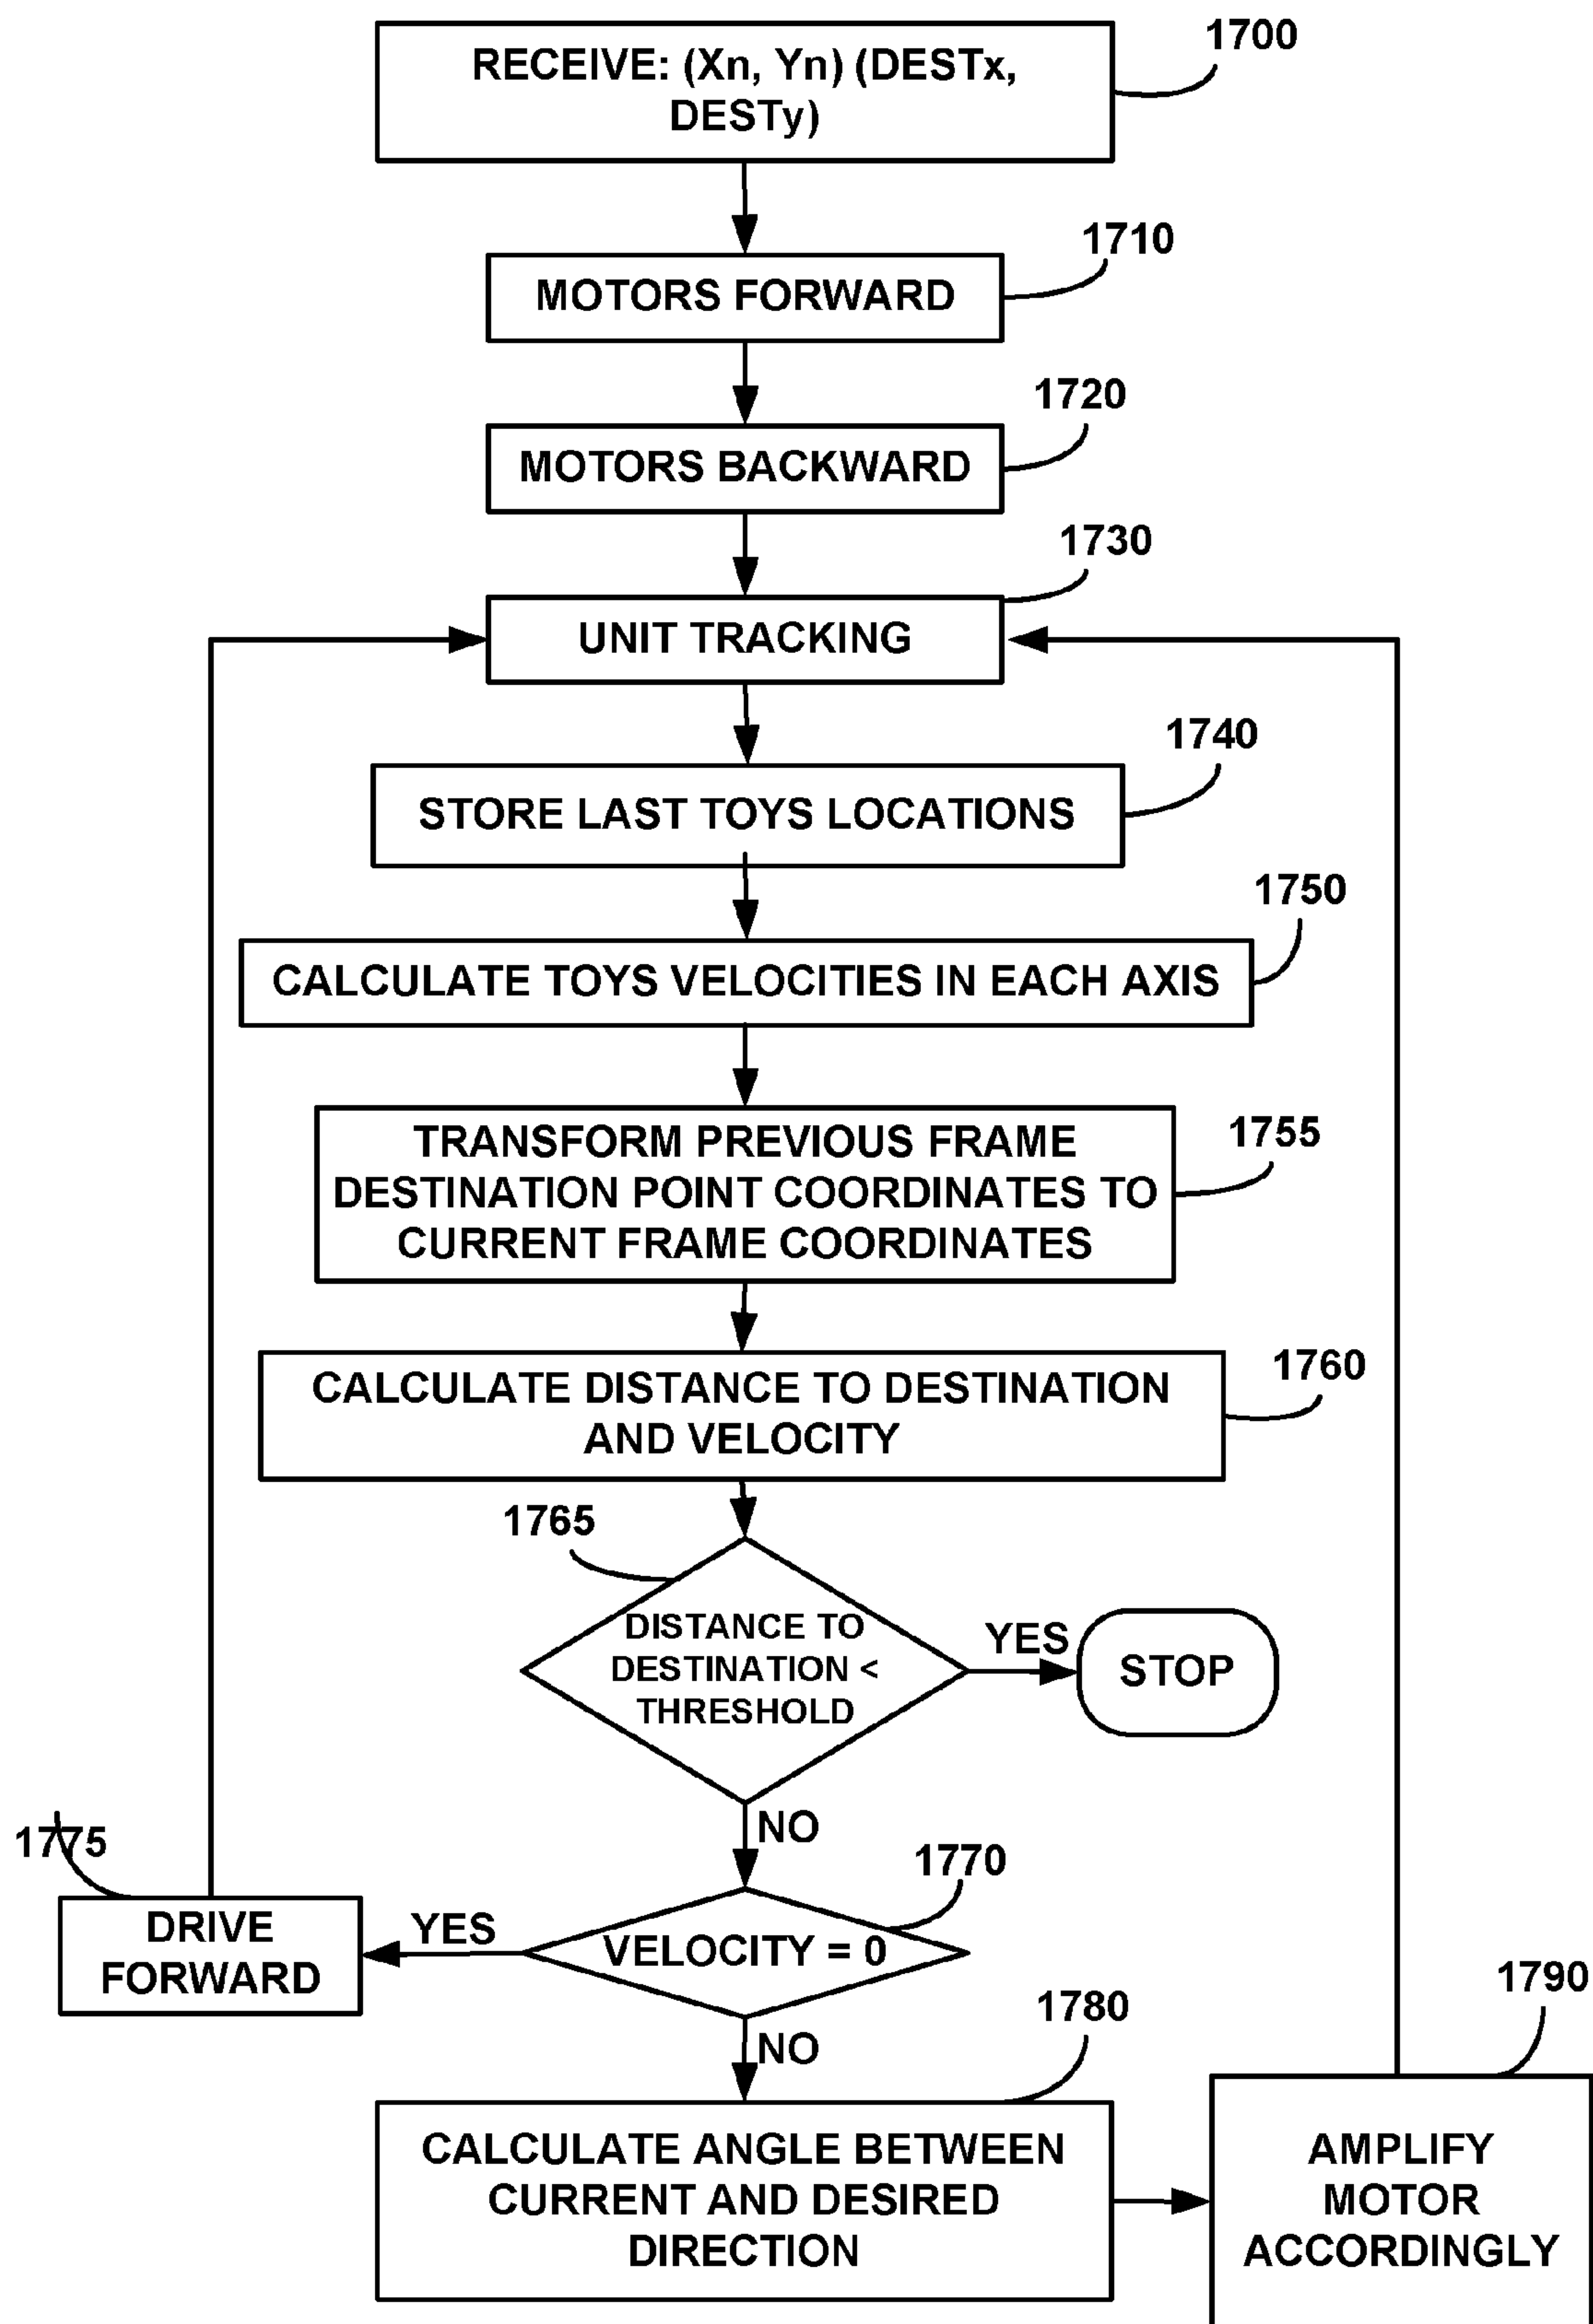 1700
RECEIVE: (Xn, Yn) (DESTx,
DESTy)
1710
MOTORS FORWARD
1720
MOTORS BACKWARD
1730
UNIT TRACKING
1740
STORE LAST TOYS LOCATIONS
1750
CALCULATE TOYS VELOCITIES IN EACH AXIS
1755
TRANSFORM PREVIOUS FRAME
DESTINATION POINT COORDINATES TO
CURRENT FRAME COORDINATES
1760
CALCULATE DISTANCE TO DESTINATION
AND VELOCITY
1765
DISTANCE TO
DESTINATION <
THRESHOLD
YES
STOP
NO
1775
1770
DRIVE
FORWARD
YES
VELOCITY = 0
NO
1780
1790
CALCULATE ANGLE BETWEEN
CURRENT AND DESIRED
DIRECTION
AMPLIFY
MOTOR
ACCORDINGLY